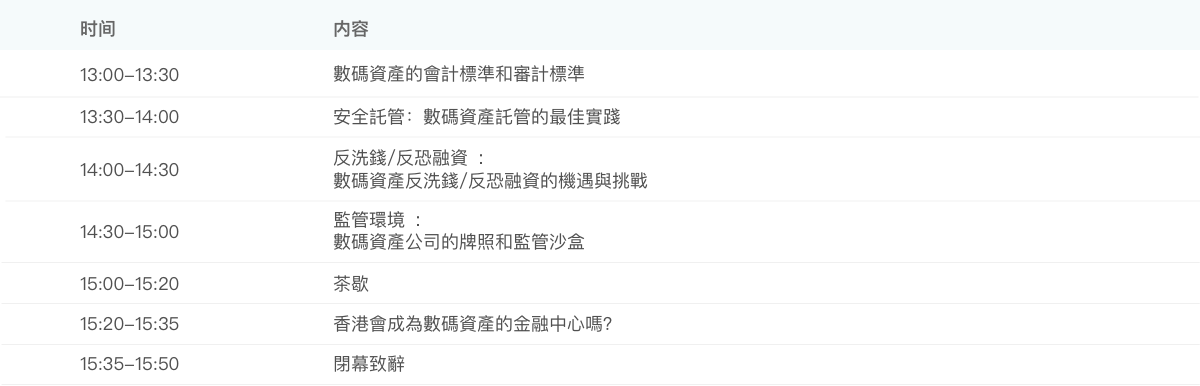 时间 内容
13:00–13:30 數碼資產的會計標準和審計標準
13:30–14:00 安全託管：數碼資產託管的最佳實踐
14:00–14:30 反洗錢/反恐融資 ：
數碼資產反洗錢/反恐融資的機遇與挑戰
14:30–15:00 監管環境 ：
數碼資產公司的牌照和監管沙盒
15:00–15:20 茶歇
15:20–15:35 香港會成為數碼資產的金融中心嗎?
15:35–15:50 閉幕致辭